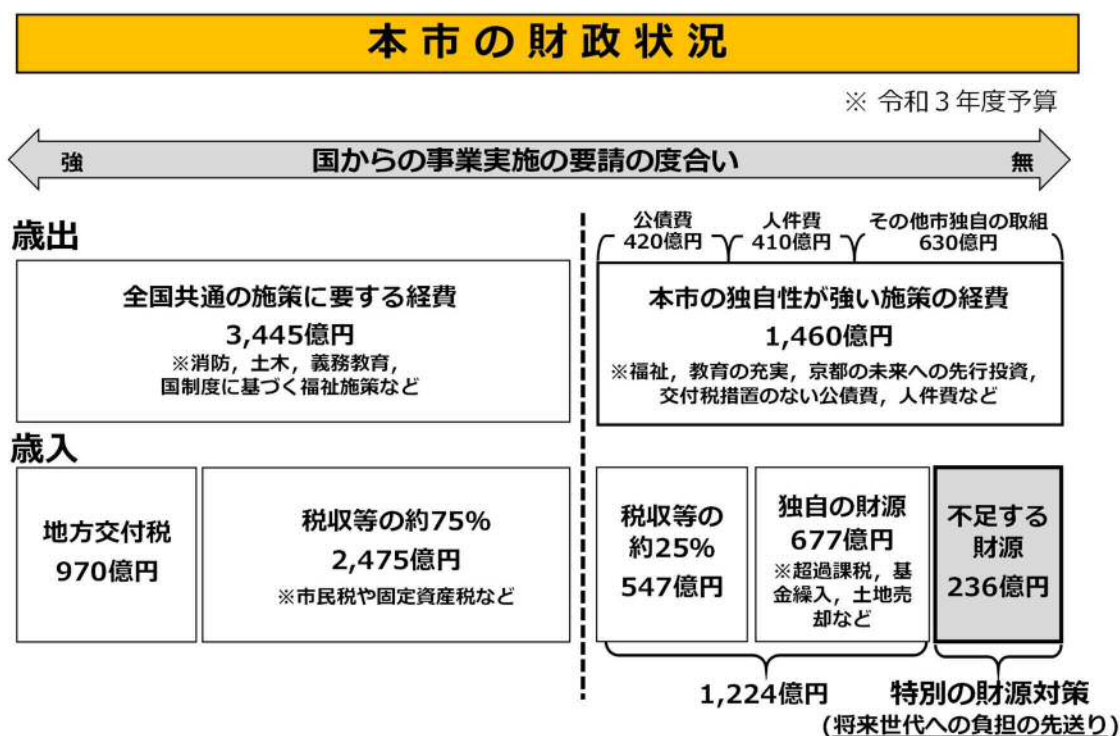 本市の財政状況
※ 令和３年度予算
強
国からの事業実施の要請の度合い
無
歳出
公債費
420億円
人件費
410億円
その他市独自の取組
630億円
全国共通の施策に要する経費
3,445億円
※消防，土木，義務教育，
国制度に基づく福祉施策など
本市の独自性が強い施策の経費
1,460億円
※福祉，教育の充実，京都の未来への先行投資，
交付税措置のない公債費，人件費など
歳入
地方交付税
970億円
税収等の約75%
2,475億円
※市民税や固定資産税など
税収等の
約25%
547億円
独自の財源
677億円
※超過課税，基
金繰入，土地売
却など
不足する
財源
236億円
1,224億円
特別の財源対策
(将来世代への負担の先送り)